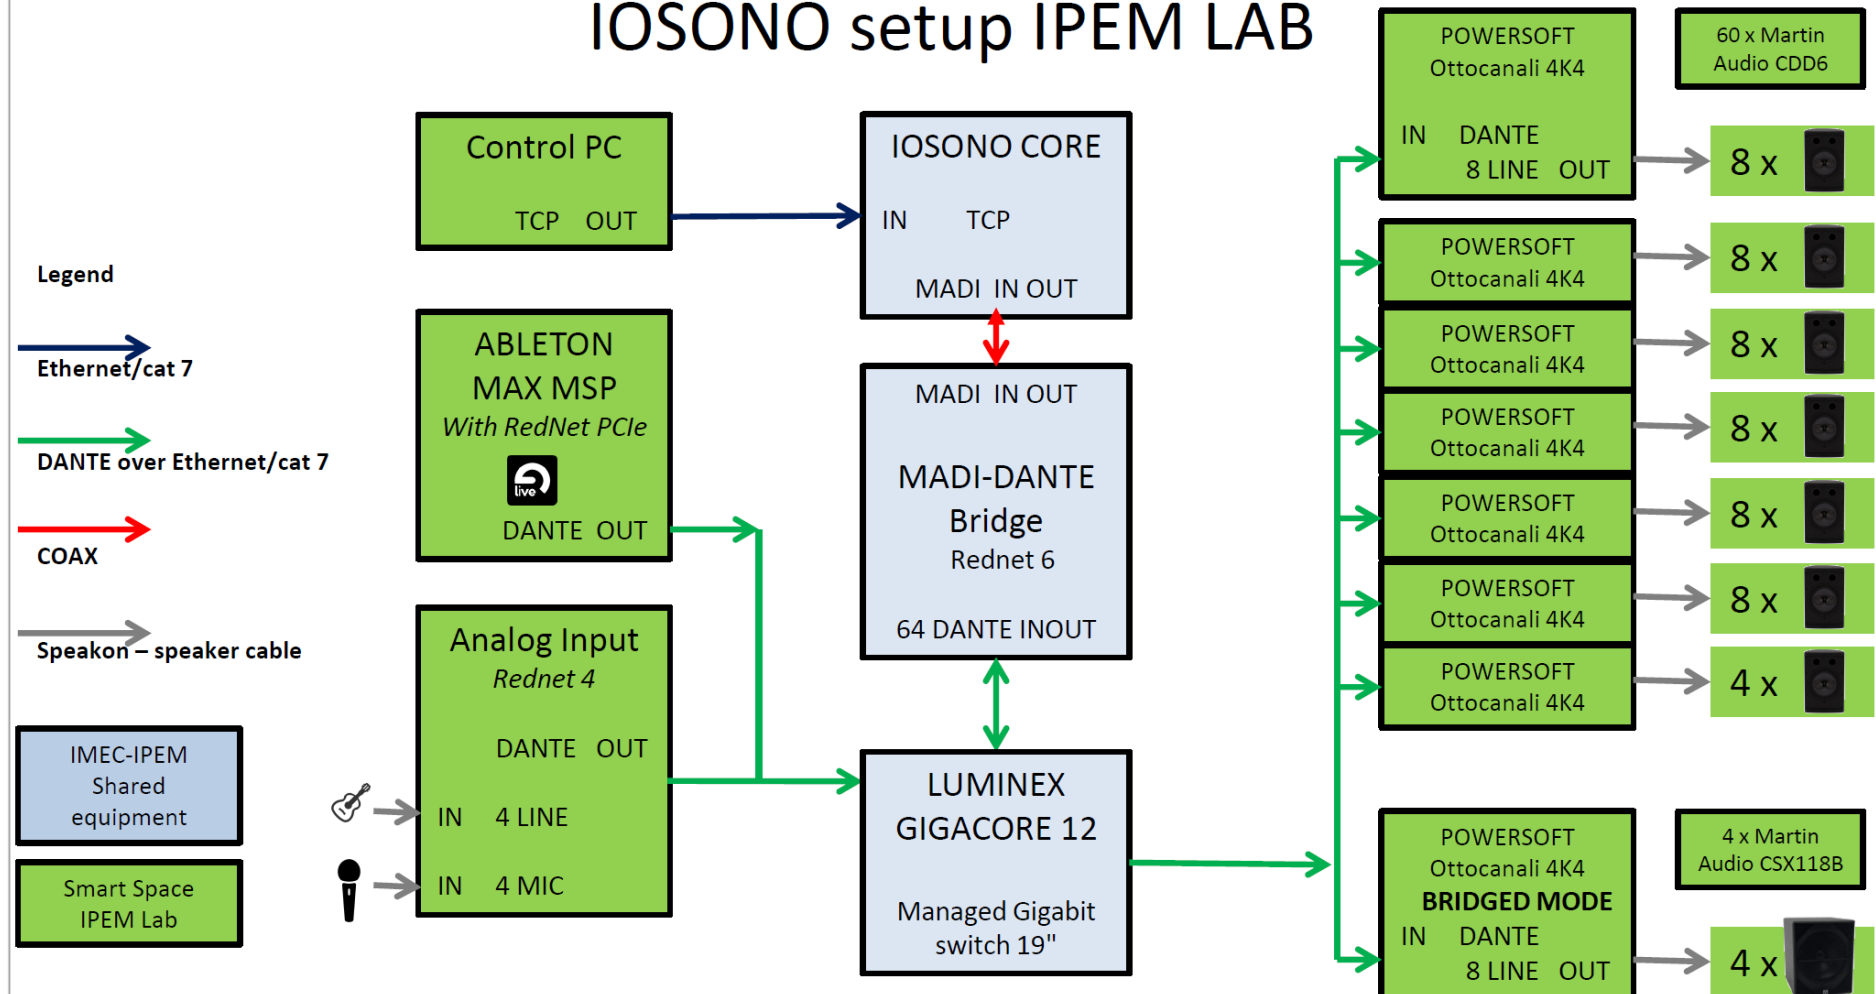 IOSONO setup IPEM LAB
Legend
Ethernet/cat 7
DANTE over Ethernet/cat 7
COAX
Speakon – speaker cable
IMEC-IPEM
Shared
equipment
Smart Space
IPEM Lab
Control PC
TCP OUT
ABLETON
MAX MSP
With RedNet PCIe
live
DANTE OUT
Analog Input
Rednet 4
DANTE OUT
IN 4 LINE
IN 4 MIC
IOSONO CORE
IN TCP
MADI IN OUT
MADI IN OUT
MADI-DANTE
Bridge
Rednet 6
64 DANTE INOUT
LUMINEX
GIGACORE 12
Managed Gigabit
switch 19"
POWERSOFT
Ottocanali 4K4
IN DANTE
8 LINE OUT
POWERSOFT
Ottocanali 4K4
POWERSOFT
Ottocanali 4K4
POWERSOFT
Ottocanali 4K4
POWERSOFT
Ottocanali 4K4
POWERSOFT
Ottocanali 4K4
POWERSOFT
Ottocanali 4K4
POWERSOFT
Ottocanali 4K4
BRIDGED MODE
IN DANTE
8 LINE OUT
60 x Martin
Audio CDD6
8 x
8 x
8 x
8 x
8 x
8 x
4 x
4 x Martin
Audio CSX118B
4 x